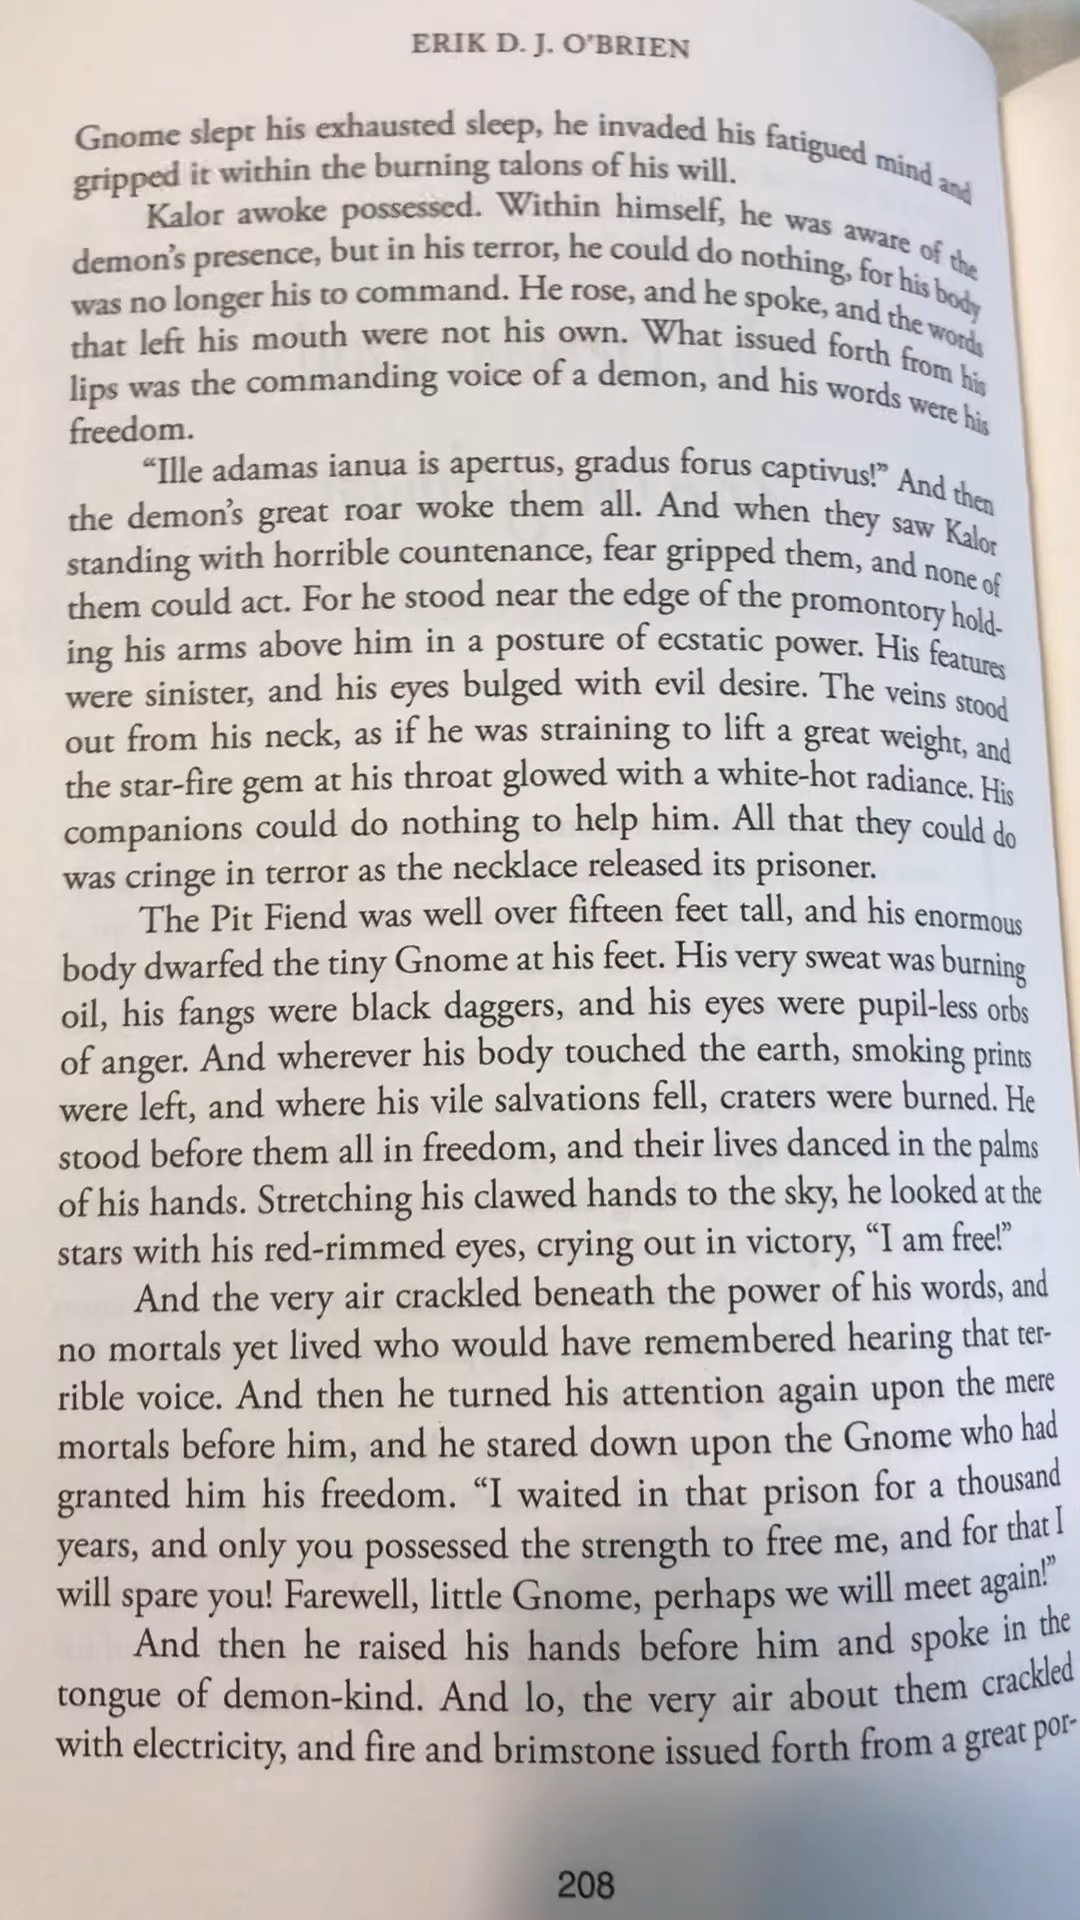 ERIK D. J. O'BRIEN
Gnome slept his exhausted sleep, he invaded his fatigued mind and
gripped it within the burning talons of his will.
Kalor awoke possessed. Within himself, he was aware of the
demon's presence, but in his terror, he could do nothing, for his body
was no longer his to command. He rose, and he spoke, and the words
that left his mouth were not his own. What issued forth from his
lips was the commanding voice of a demon, and his words were his
freedom.
“Ille adamas ianua is apertus, gradus forus captivus!” And then
the demon's great roar woke them all. And when they saw Kalor
standing with horrible countenance, fear gripped them, and none of
them could act. For he stood near the edge of the promontory hold-
ing his arms above him in a posture of ecstatic power. His features
were sinister, and his eyes bulged with evil desire. The veins stood
out from his neck, as if he was straining to lift a great weight, and
the star-fire gem at his throat glowed with a white-hot radiance. His
companions could do nothing to help him. All that they could do
was cringe in terror as the necklace released its prisoner.
The Pit Fiend was well over fifteen feet tall, and his enormous
body dwarfed the tiny Gnome at his feet. His very sweat was burning
oil, his fangs were black daggers, and his eyes were pupil-less orbs
of anger. And wherever his body touched the earth, smoking prints
were left, and where his vile salvations fell, craters were burned. He
stood before them all in freedom, and their lives danced in the palms
of his hands. Stretching his clawed hands to the sky, he looked at the
stars with his red-rimmed eyes, crying out in victory, “I am free!”
And the very air crackled beneath the power of his words, and
no mortals yet lived who would have remembered hearing that ter-
rible voice. And then he turned his attention again upon the mere
mortals before him, and he stared down upon the Gnome who had
granted him his freedom. “I waited in that prison for a thousand
years, and only you possessed the strength to free me, and for that I
will spare you! Farewell, little Gnome, perhaps we will meet again!”
And then he raised his hands before him and spoke in the
tongue of demon-kind. And lo, the very air about them crackled
with electricity, and fire and brimstone issued forth from a great por-
208